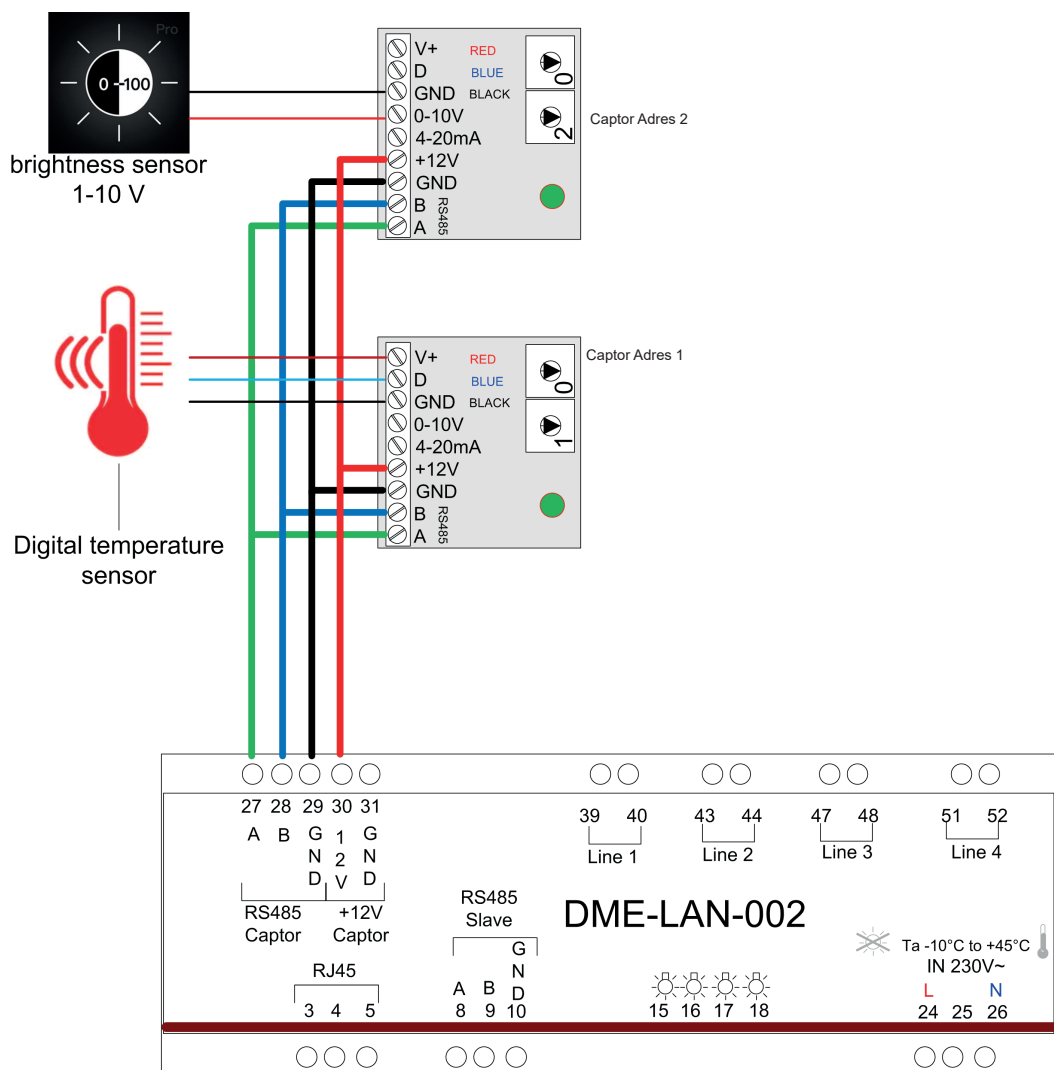 Pro
0 - 100
brightness sensor
1-10 V
V+ RED
D BLUE
GND BLACK
0-10V
4-20mA
+12V
GND
B
A
RS485
0
2
Captor Adres 2
Digital temperature
sensor
V+ RED
D BLUE
GND BLACK
0-10V
4-20mA
+12V
GND
B
A
RS485
0
1
Captor Adres 1
27 28 29 30 31
A B GND 12V GND
RS485
Captor
+12V
Captor
39 40
Line 1
43 44
Line 2
47 48
Line 3
51 52
Line 4
RJ45
3 4 5
RS485
Slave
A B GND
8 9 10
DME-LAN-002
15 16 17 18
Ta -10°C to +45°C
IN 230V~
L N
24 25 26